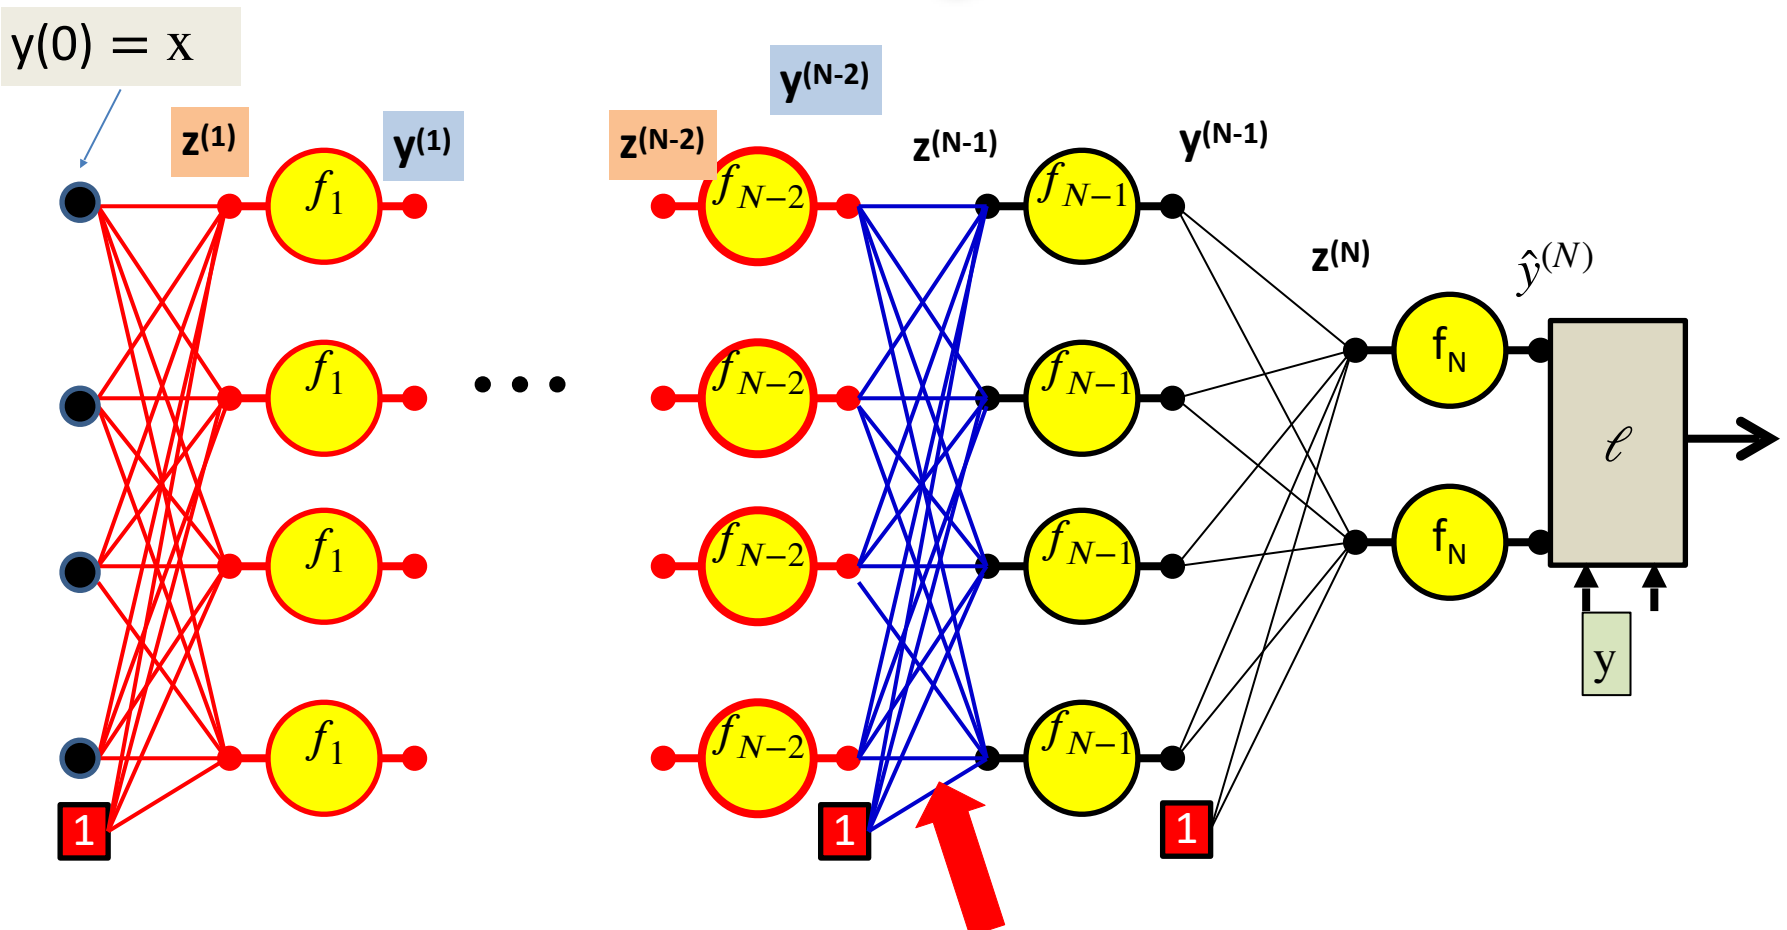 y(0) = x
z(1)
y(1)
z(N-2)
y(N-2)
z(N-1)
y(N-1)
z(N)
ŷ(N)
f1
fN−2
fN−1
fN
f1
fN−2
fN−1
ℓ
f1
fN−2
fN−1
fN
y
f1
fN−2
fN−1
1
1
1